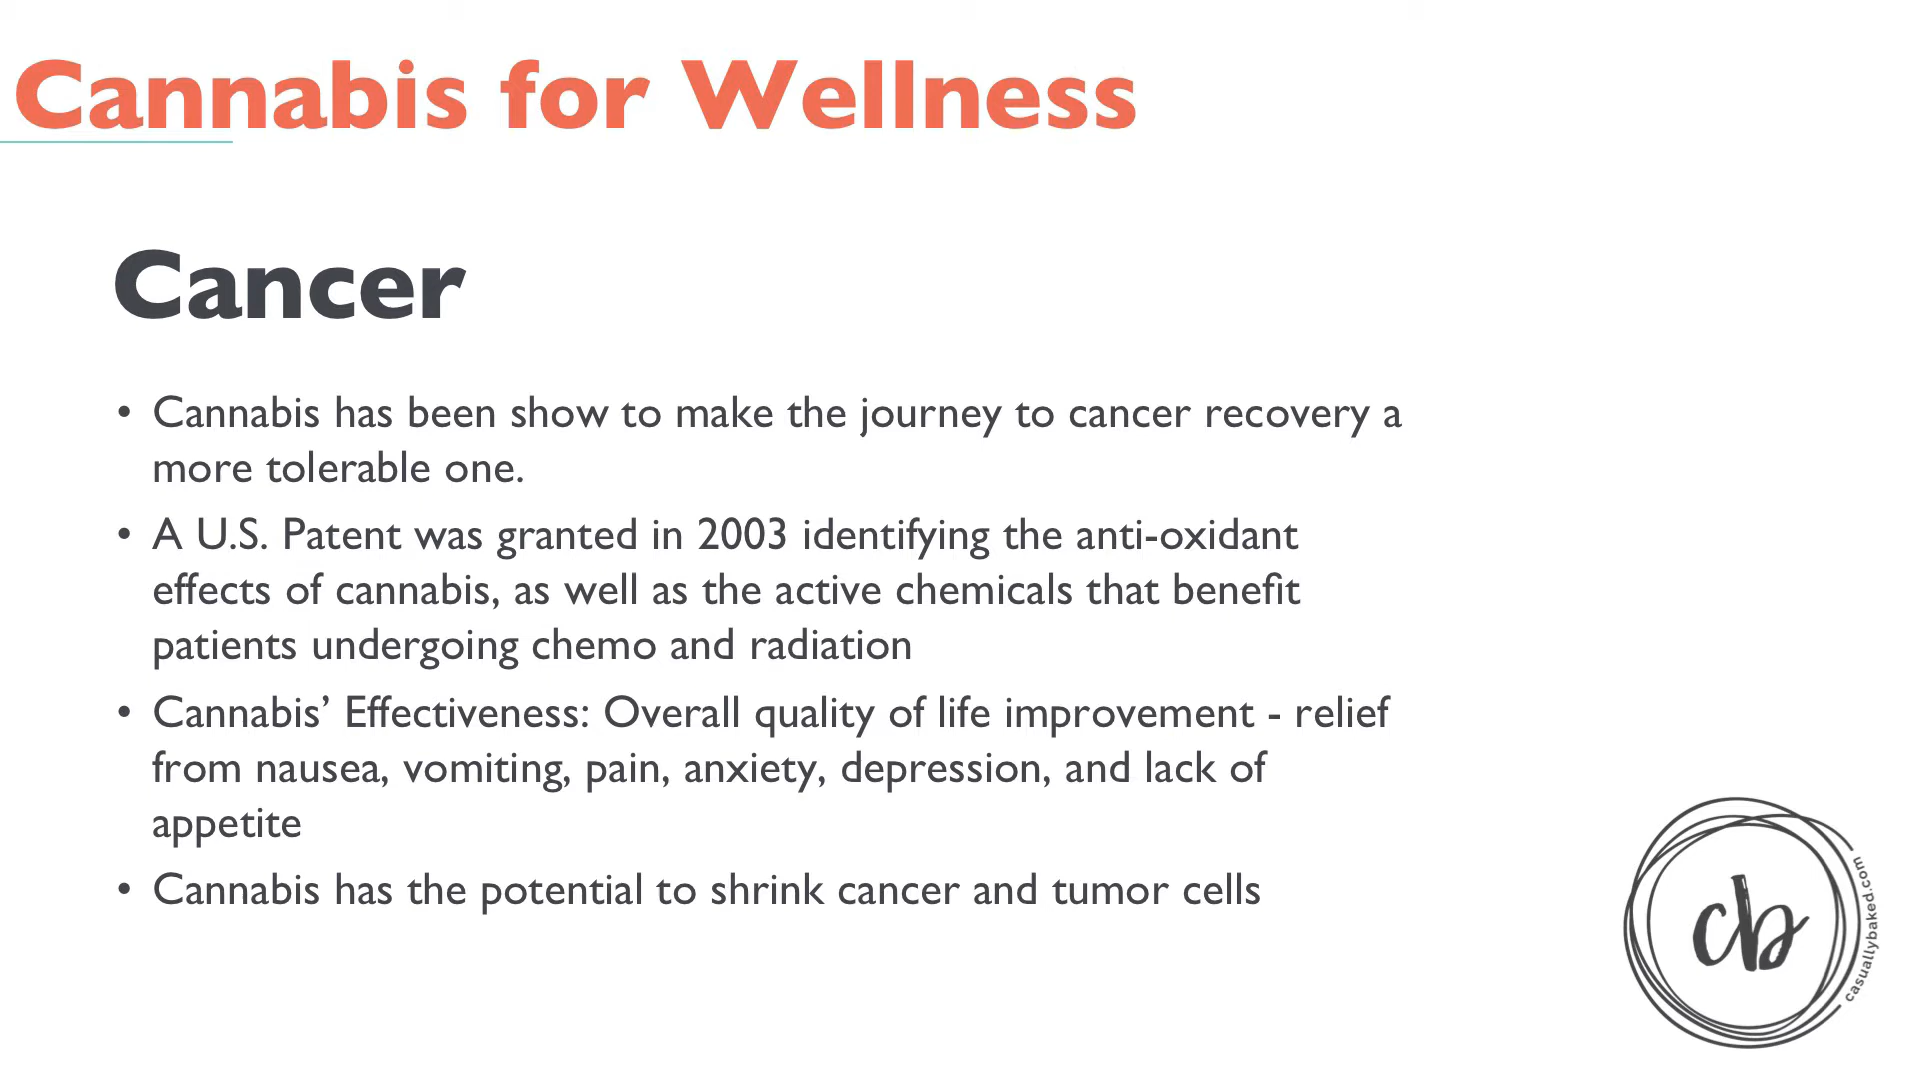 Cannabis for Wellness
Cancer
• Cannabis has been show to make the journey to cancer recovery a
more tolerable one.
• A U.S. Patent was granted in 2003 identifying the anti-oxidant
effects of cannabis, as well as the active chemicals that benefit
patients undergoing chemo and radiation
• Cannabis’ Effectiveness: Overall quality of life improvement - relief
from nausea, vomiting, pain, anxiety, depression, and lack of
appetite
• Cannabis has the potential to shrink cancer and tumor cells
cb
casuallybaked.com